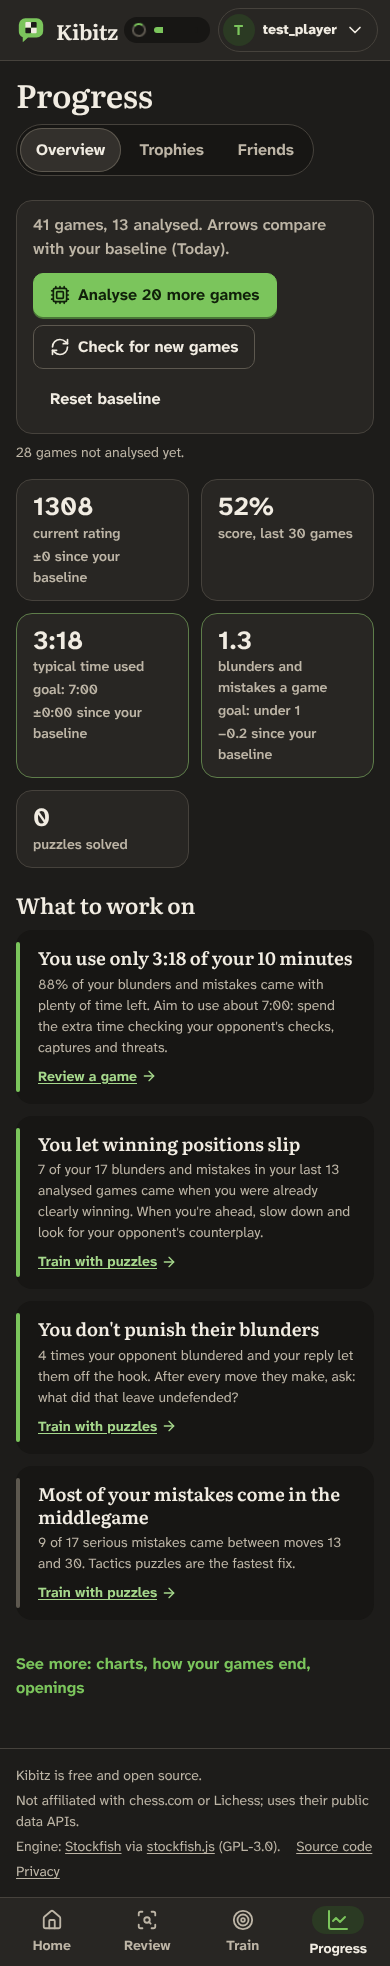 Kibitz
T test_player
Progress
Overview Trophies Friends
41 games, 13 analysed. Arrows compare
with your baseline (Today).
Analyse 20 more games
Check for new games
Reset baseline
28 games not analysed yet.
1308
current rating
±0 since your
baseline
52%
score, last 30 games
3:18
typical time used
goal: 7:00
±0:00 since your
baseline
1.3
blunders and
mistakes a game
goal: under 1
−0.2 since your
baseline
0
puzzles solved
What to work on
You use only 3:18 of your 10 minutes
88% of your blunders and mistakes came with
plenty of time left. Aim to use about 7:00: spend
the extra time checking your opponent's checks,
captures and threats.
Review a game →
You let winning positions slip
7 of your 17 blunders and mistakes in your last 13
analysed games came when you were already
clearly winning. When you're ahead, slow down and
look for your opponent's counterplay.
Train with puzzles →
You don't punish their blunders
4 times your opponent blundered and your reply let
them off the hook. After every move they make, ask:
what did that leave undefended?
Train with puzzles →
Most of your mistakes come in the
middlegame
9 of 17 serious mistakes came between moves 13
and 30. Tactics puzzles are the fastest fix.
Train with puzzles →
See more: charts, how your games end,
openings
Kibitz is free and open source.
Not affiliated with chess.com or Lichess; uses their public
data APIs.
Engine: Stockfish via stockfish.js (GPL-3.0). Source code
Privacy
Home Review Train Progress